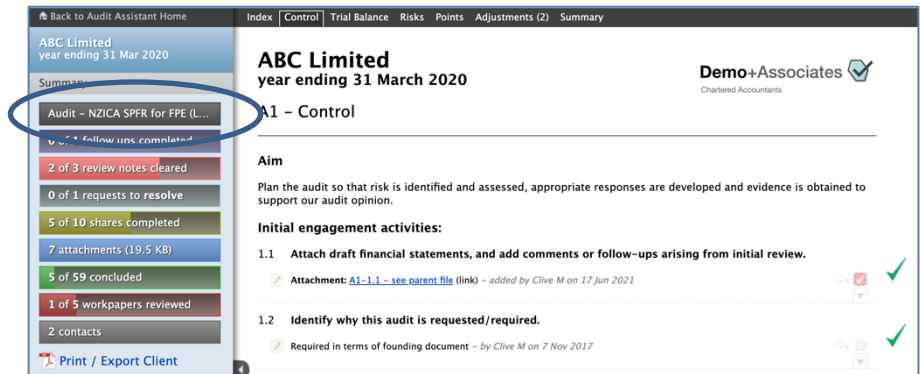 Back to Audit Assistant Home
Index Control Trial Balance Risks Points Adjustments (2) Summary
ABC Limited
year ending 31 Mar 2020
Summary
Audit – NZICA SPFR for FPE (L...
0 of 1 follow ups completed
2 of 3 review notes cleared
0 of 1 requests to resolve
5 of 10 shares completed
7 attachments (19.5 KB)
5 of 59 concluded
1 of 5 workpapers reviewed
2 contacts
Print / Export Client
ABC Limited
year ending 31 March 2020
Demo+Associates
Chartered Accountants
A1 – Control
Aim
Plan the audit so that risk is identified and assessed, appropriate responses are developed and evidence is obtained to
support our audit opinion.
Initial engagement activities:
1.1 Attach draft financial statements, and add comments or follow-ups arising from initial review.
Attachment: A1-1.1 – see parent file (link) – added by Clive M on 17 Jun 2021
1.2 Identify why this audit is requested/required.
Required in terms of founding document – by Clive M on 7 Nov 2017